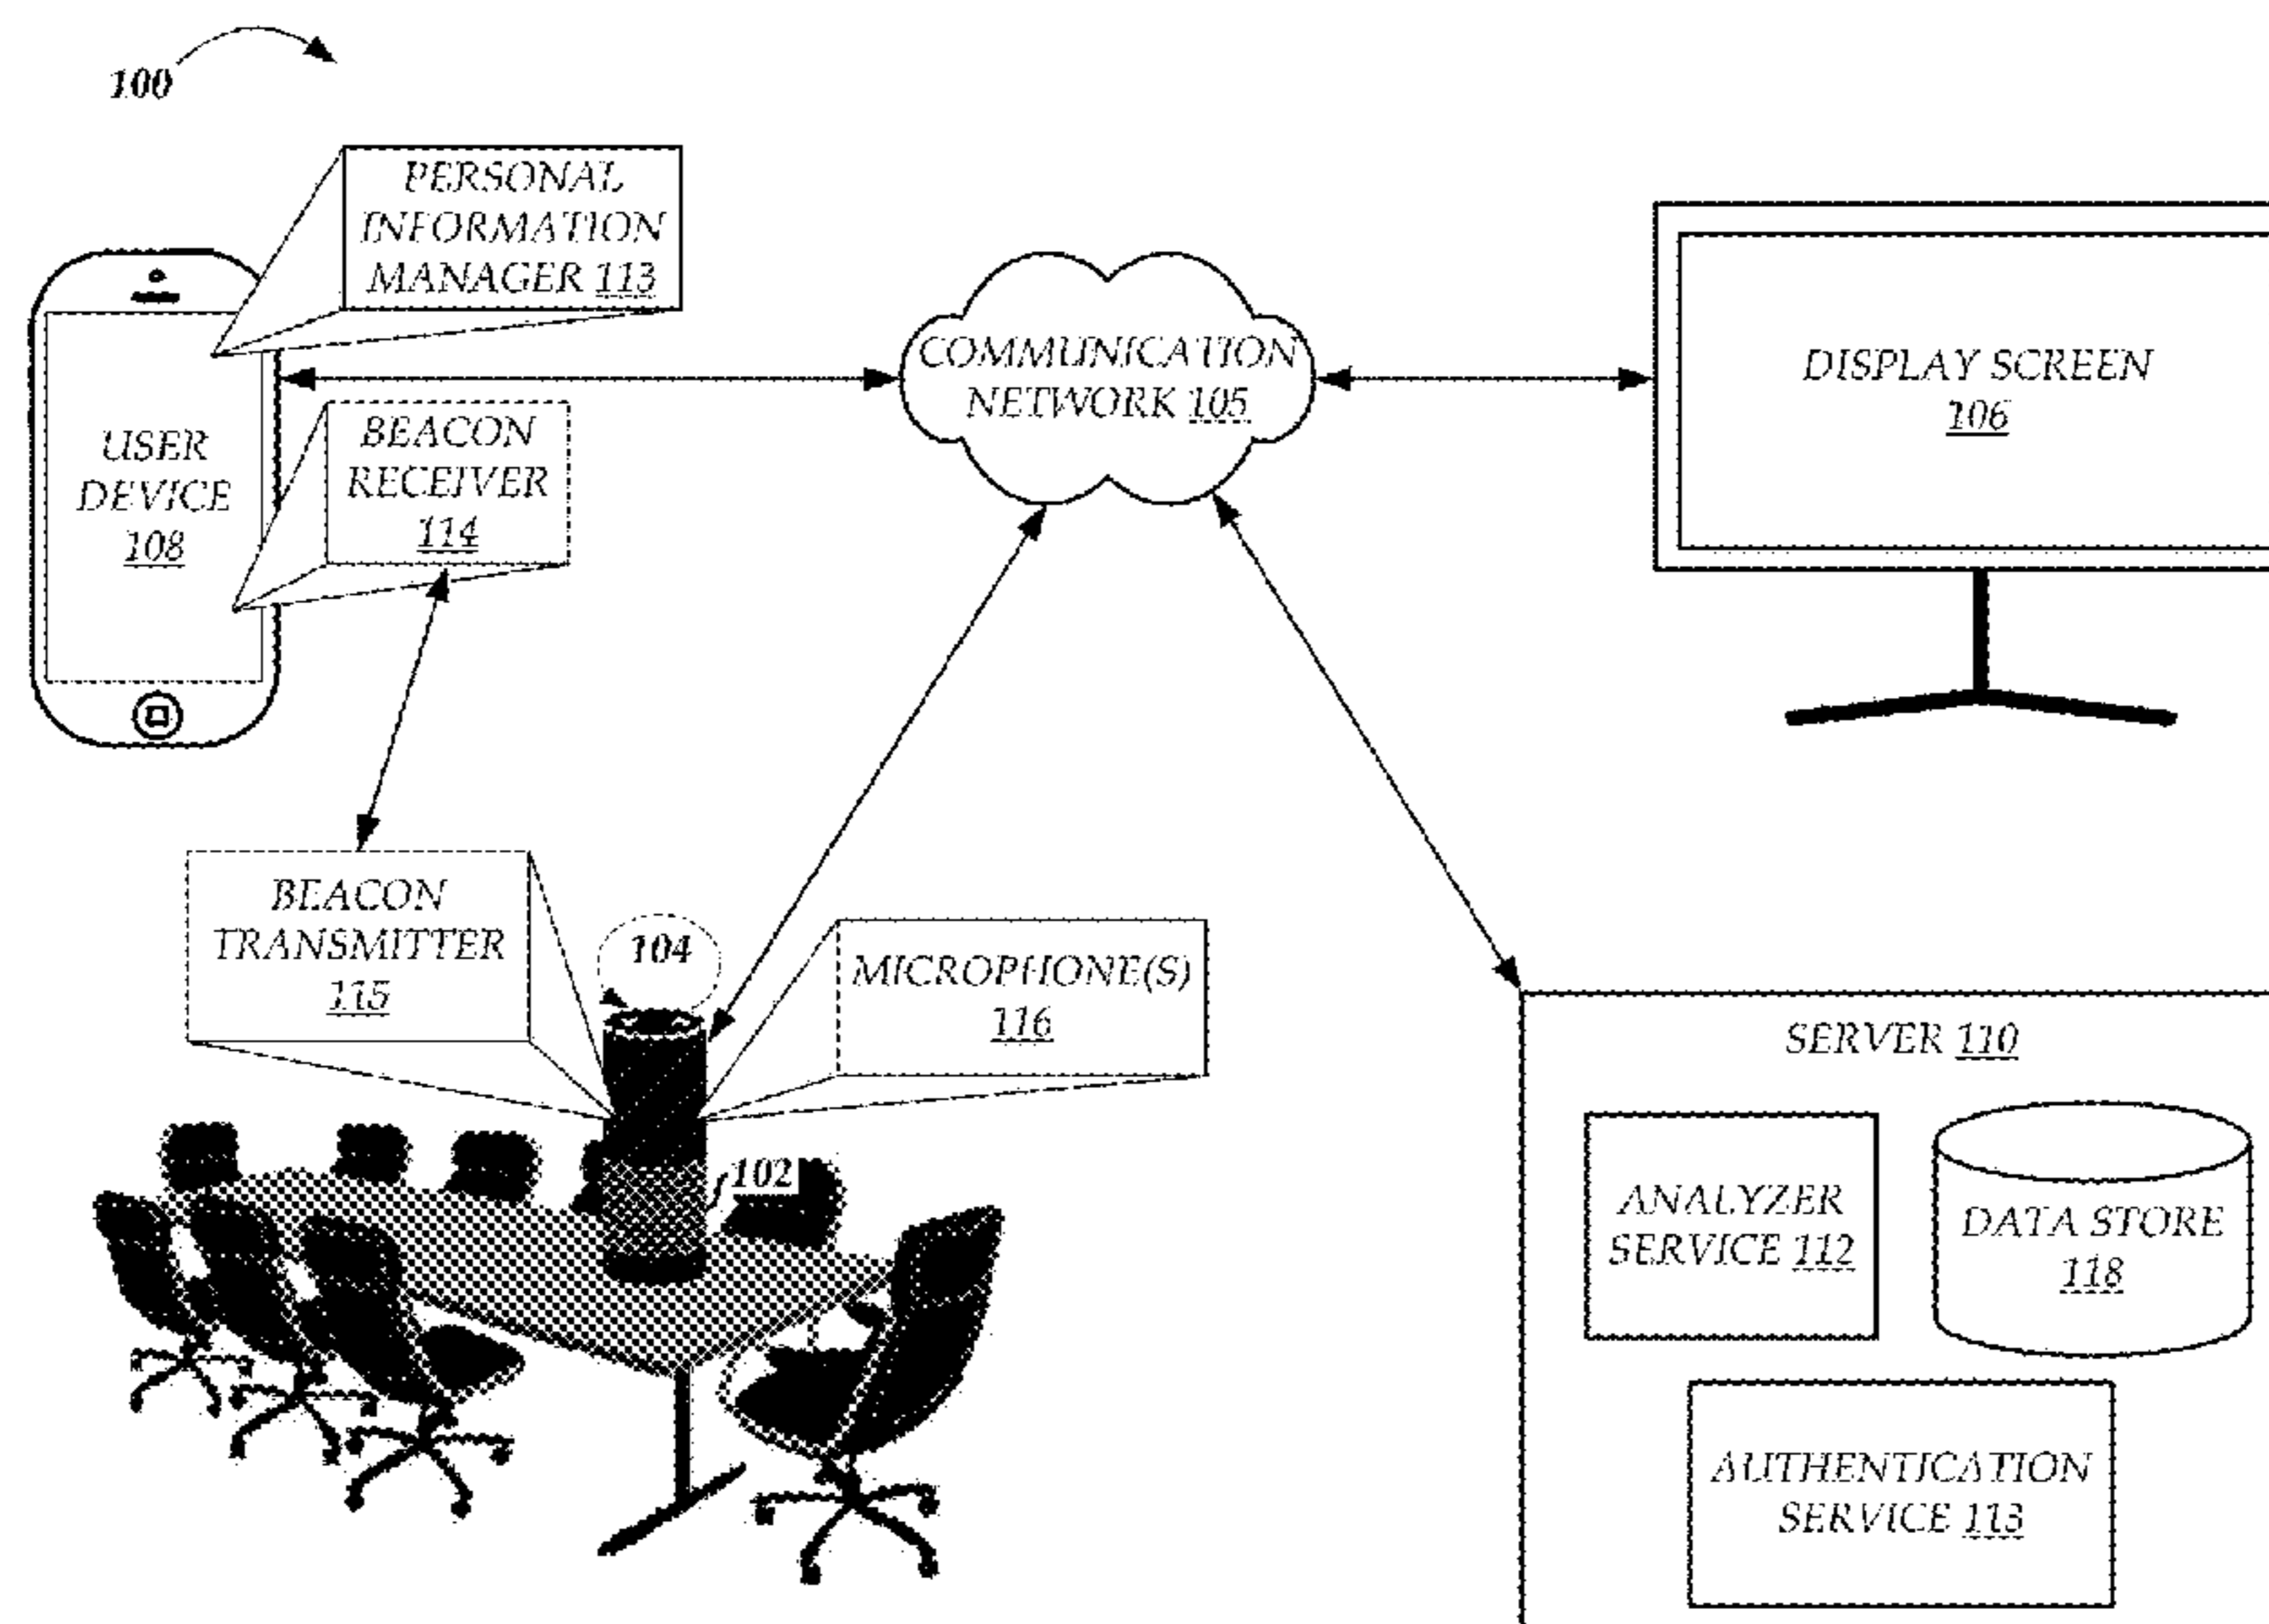 100
PERSONAL
INFORMATION
MANAGER 113
USER
DEVICE
108
BEACON
RECEIVER
114
COMMUNICATION
NETWORK 105
DISPLAY SCREEN
106
BEACON
TRANSMITTER
115
104
MICROPHONE(S)
116
102
SERVER 110
ANALYZER
SERVICE 112
DATA STORE
118
AUTHENTICATION
SERVICE 113